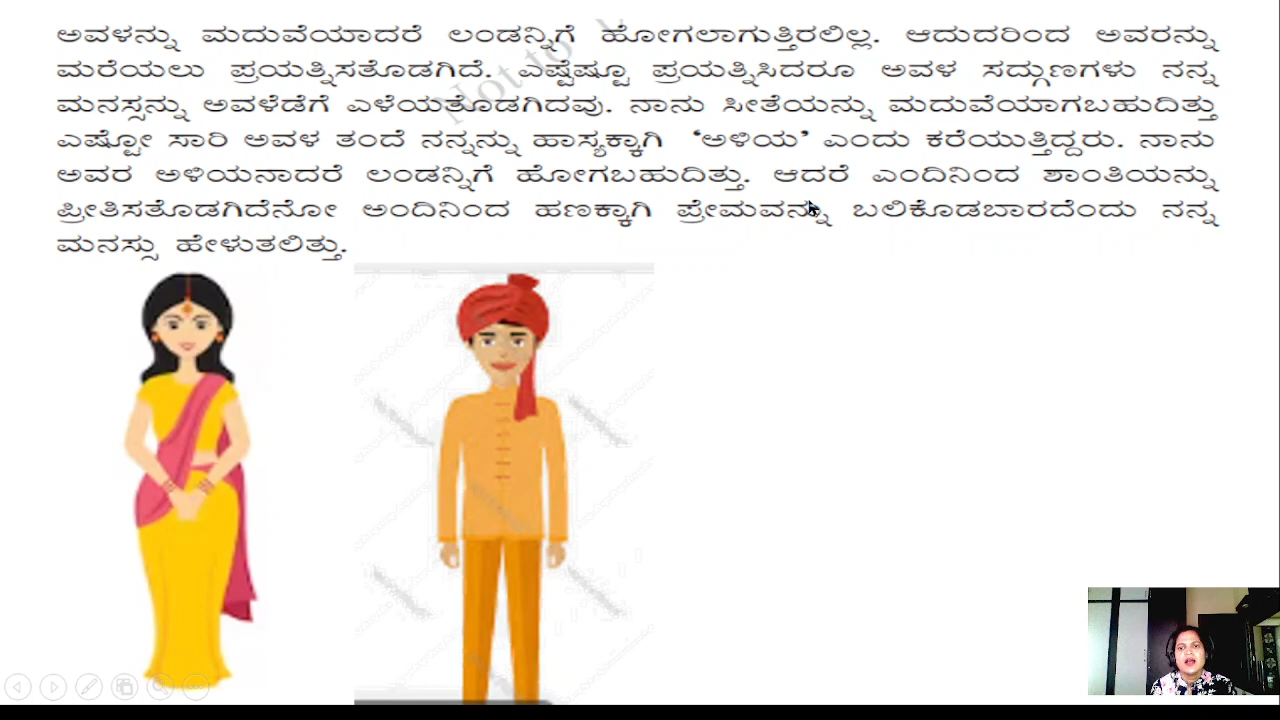 ಅವಳನ್ನು ಮದುವೆಯಾದರೆ ಲಂಡನ್ನಿಗೆ ಹೋಗಲಾಗುತ್ತಿರಲಿಲ್ಲ. ಆದುದರಿಂದ ಅವರನ್ನು
ಮರೆಯಲು ಪ್ರಯತ್ನಿಸತೊಡಗಿದೆ. ಎಷ್ಟೆಷ್ಟೂ ಪ್ರಯತ್ನಿಸಿದರೂ ಅವಳ ಸದ್ಗುಣಗಳು ನನ್ನ
ಮನಸ್ಸನ್ನು ಅವಳೆಡೆಗೆ ಎಳೆಯತೊಡಗಿದವು. ನಾನು ಸೀತೆಯನ್ನು ಮದುವೆಯಾಗಬಹುದಿತ್ತು
ಎಷ್ಟೋ ಸಾರಿ ಅವಳ ತಂದೆ ನನ್ನನ್ನು ಹಾಸ್ಯಕ್ಕಾಗಿ ‘ಅಳಿಯ’ ಎಂದು ಕರೆಯುತ್ತಿದ್ದರು. ನಾನು
ಅವರ ಅಳಿಯನಾದರೆ ಲಂಡನ್ನಿಗೆ ಹೋಗಬಹುದಿತ್ತು. ಆದರೆ ಎಂದಿನಿಂದ ಶಾಂತಿಯನ್ನು
ಪ್ರೀತಿಸತೊಡಗಿದೆನೋ ಅಂದಿನಿಂದ ಹಣಕ್ಕಾಗಿ ಪ್ರೇಮವನ್ನು ಬಲಿಕೊಡಬಾರದೆಂದು ನನ್ನ
ಮನಸ್ಸು ಹೇಳುತಲಿತ್ತು.
Not to